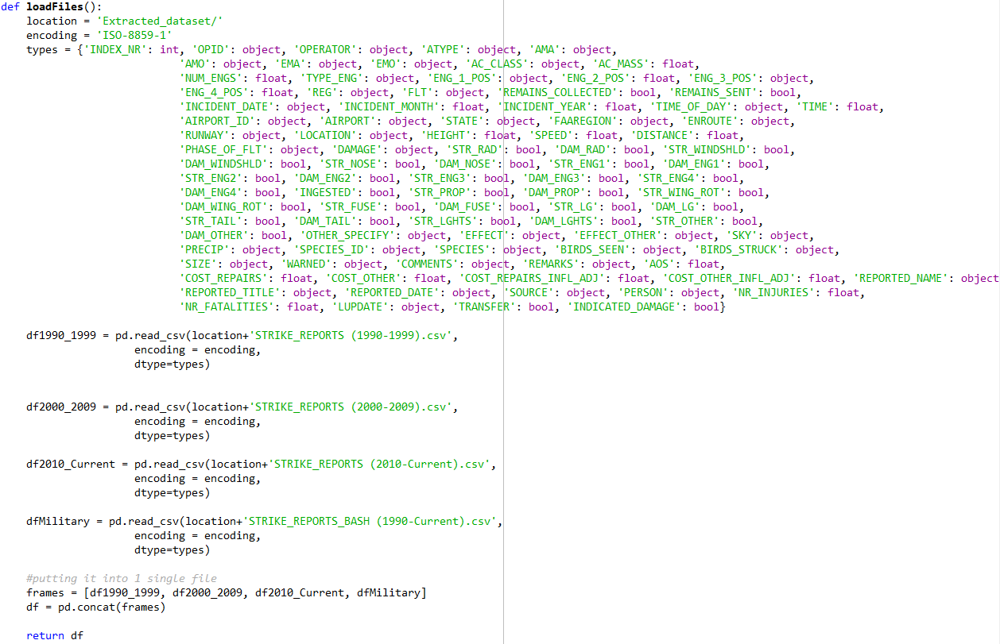 def loadFiles():
    location = 'Extracted_dataset/'
    encoding = 'ISO-8859-1'
    types = {'INDEX_NR': int, 'OPID': object, 'OPERATOR': object, 'ATYPE': object, 'AMA': object,
                            'AMO': object, 'EMA': object, 'EMO': object, 'AC_CLASS': object, 'AC_MASS': float,
                            'NUM_ENGS': float, 'TYPE_ENG': object, 'ENG_1_POS': object, 'ENG_2_POS': float, 'ENG_3_POS': object,
                            'ENG_4_POS': float, 'REG': object, 'FLT': object, 'REMAINS_COLLECTED': bool, 'REMAINS_SENT': bool,
                            'INCIDENT_DATE': object, 'INCIDENT_MONTH': float, 'INCIDENT_YEAR': float, 'TIME_OF_DAY': object, 'TIME': float,
                            'AIRPORT_ID': object, 'AIRPORT': object, 'STATE': object, 'FAAREGION': object, 'ENROUTE': object,
                            'RUNWAY': object, 'LOCATION': object, 'HEIGHT': float, 'SPEED': float, 'DISTANCE': float,
                            'PHASE_OF_FLT': object, 'DAMAGE': object, 'STR_RAD': bool, 'DAM_RAD': bool, 'STR_WINDSHLD': bool,
                            'DAM_WINDSHLD': bool, 'STR_NOSE': bool, 'DAM_NOSE': bool, 'STR_ENG1': bool, 'DAM_ENG1': bool,
                            'STR_ENG2': bool, 'DAM_ENG2': bool, 'STR_ENG3': bool, 'DAM_ENG3': bool, 'STR_ENG4': bool,
                            'DAM_ENG4': bool, 'INGESTED': bool, 'STR_PROP': bool, 'DAM_PROP': bool, 'STR_WING_ROT': bool,
                            'DAM_WING_ROT': bool, 'STR_FUSE': bool, 'DAM_FUSE': bool, 'STR_LG': bool, 'DAM_LG': bool,
                            'STR_TAIL': bool, 'DAM_TAIL': bool, 'STR_LGHTS': bool, 'DAM_LGHTS': bool, 'STR_OTHER': bool,
                            'DAM_OTHER': bool, 'OTHER_SPECIFY': object, 'EFFECT': object, 'EFFECT_OTHER': object, 'SKY': object,
                            'PRECIP': object, 'SPECIES_ID': object, 'SPECIES': object, 'BIRDS_SEEN': object, 'BIRDS_STRUCK': object,
                            'SIZE': object, 'WARNED': object, 'COMMENTS': object, 'REMARKS': object, 'AOS': float,
                            'COST_REPAIRS': float, 'COST_OTHER': float, 'COST_REPAIRS_INFL_ADJ': float, 'COST_OTHER_INFL_ADJ': float, 'REPORTED_NAME': object
                            'REPORTED_TITLE': object, 'REPORTED_DATE': object, 'SOURCE': object, 'PERSON': object, 'NR_INJURIES': float,
                            'NR_FATALITIES': float, 'LUPDATE': object, 'TRANSFER': bool, 'INDICATED_DAMAGE': bool}
    df1990_1999 = pd.read_csv(location+'STRIKE_REPORTS (1990-1999).csv',
                     encoding = encoding,
                     dtype=types)
    df2000_2009 = pd.read_csv(location+'STRIKE_REPORTS (2000-2009).csv',
                     encoding = encoding,
                     dtype=types)
    df2010_Current = pd.read_csv(location+'STRIKE_REPORTS (2010-Current).csv',
                     encoding = encoding,
                     dtype=types)
    dfMilitary = pd.read_csv(location+'STRIKE_REPORTS_BASH (1990-Current).csv',
                     encoding = encoding,
                     dtype=types)
    #putting it into 1 single file
    frames = [df1990_1999, df2000_2009, df2010_Current, dfMilitary]
    df = pd.concat(frames)
    return df